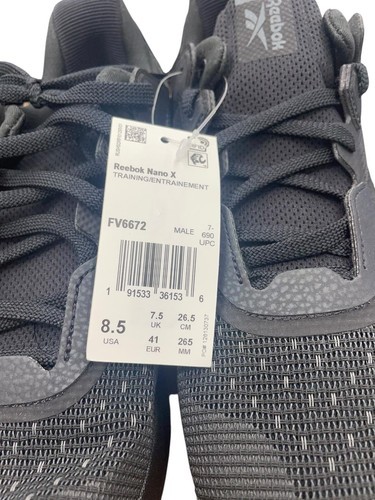 Reebok
Reebok Nano X
TRAINING/ENTRAINEMENT
FV6672
MALE
7-
690
UPC
1 91533 36153 6
8.5
USA
7.5
UK
26.5
CM
41
EUR
265
MM